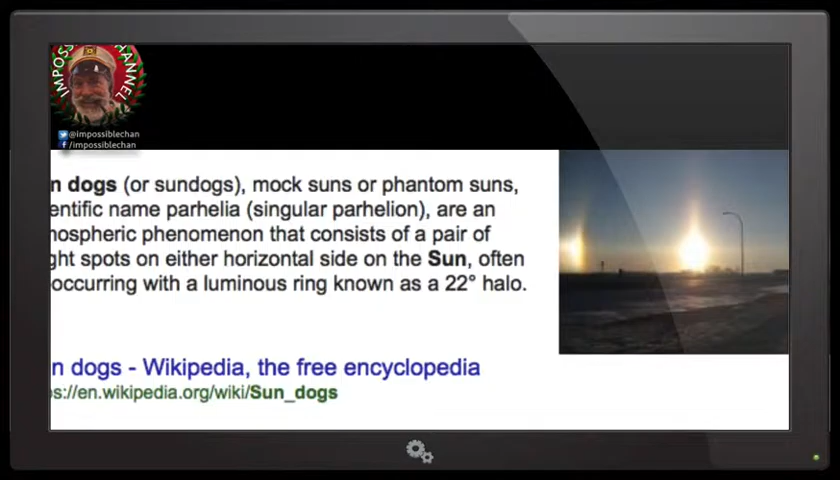 IMPOSS
HANNEL
@impossiblechan
/impossiblechan
n dogs (or sundogs), mock suns or phantom suns,
entific name parhelia (singular parhelion), are an
nospheric phenomenon that consists of a pair of
ght spots on either horizontal side on the Sun, often
occurring with a luminous ring known as a 22° halo.
n dogs - Wikipedia, the free encyclopedia
s://en.wikipedia.org/wiki/Sun_dogs